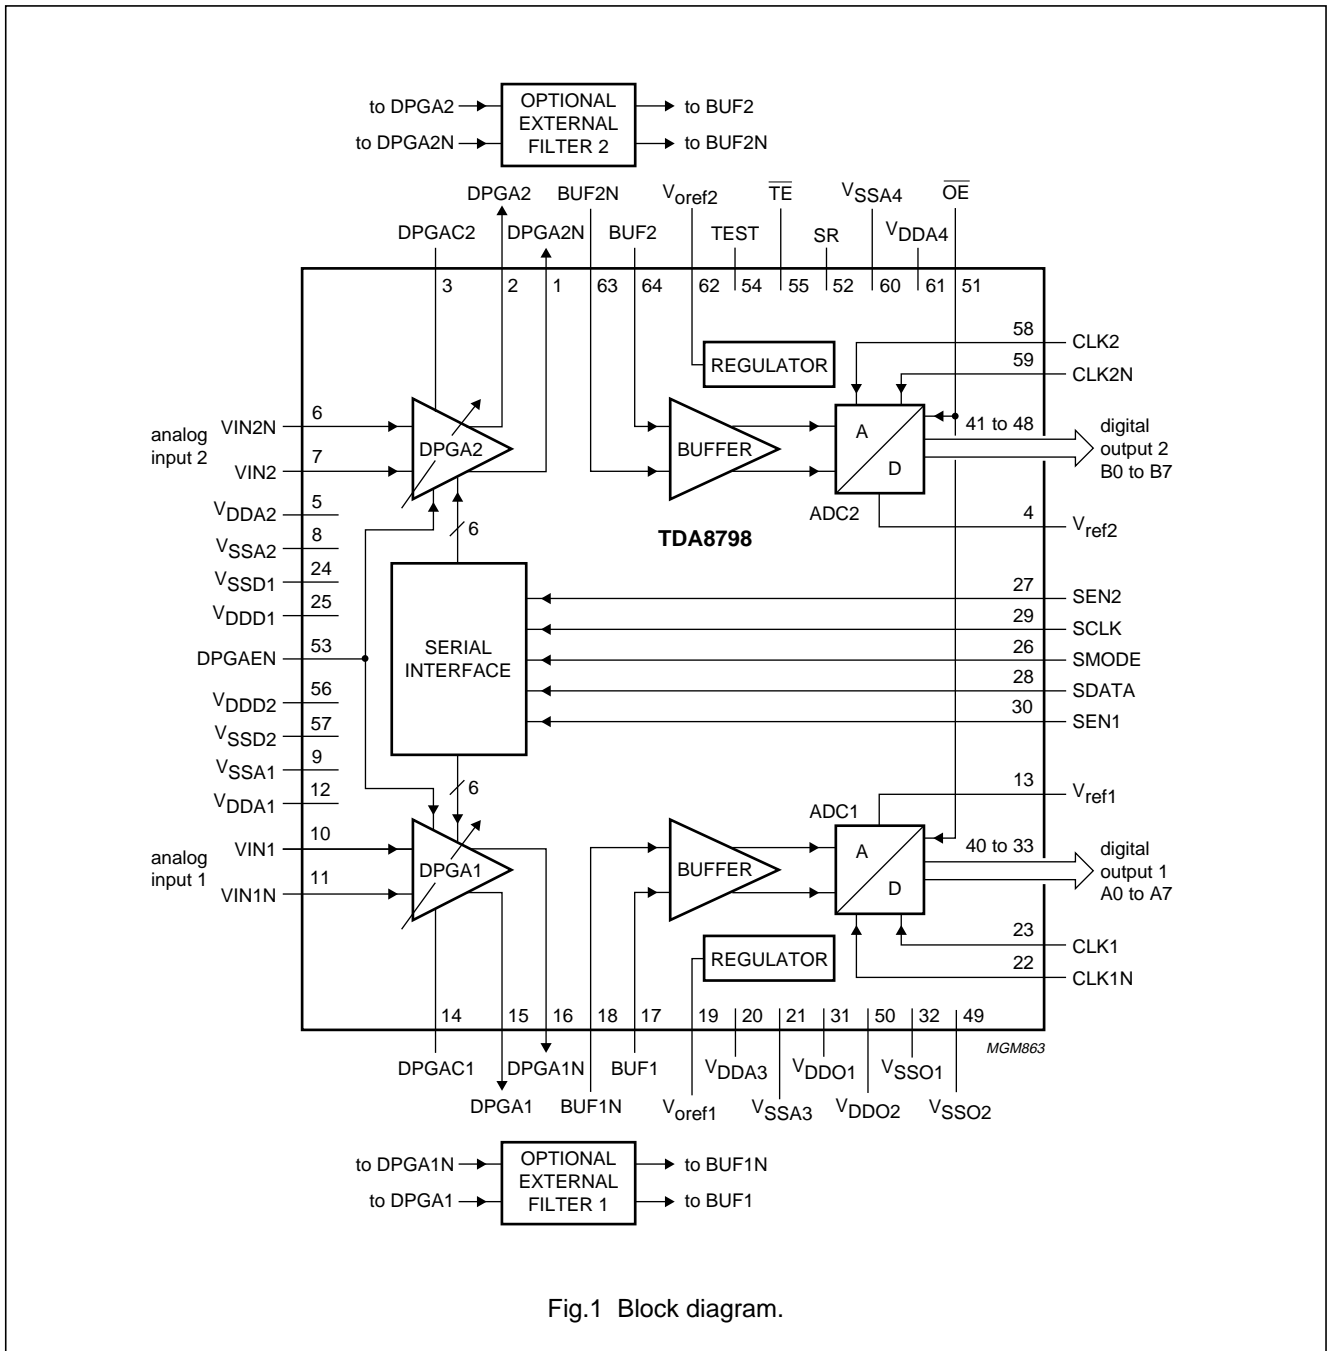 to DPGA2
OPTIONAL
EXTERNAL
FILTER 2
to BUF2
to DPGA2N
to BUF2N
DPGA2
BUF2N
Voref2
TE
VSSA4
OE
DPGAC2
DPGA2N
BUF2
TEST
SR
VDDA4
3
2
1
63
64
62
54
55
52
60
61
51
58
CLK2
REGULATOR
59
CLK2N
analog
input 2
VIN2N
6
VIN2
7
DPGA2
BUFFER
A
D
ADC2
41 to 48
digital
output 2
B0 to B7
VDDA2
5
VSSA2
8
6
TDA8798
4
Vref2
VSSD1
24
VDDD1
25
DPGAEN
53
VDDD2
56
VSSD2
57
VSSA1
9
VDDA1
12
SERIAL
INTERFACE
27
SEN2
29
SCLK
26
SMODE
28
SDATA
30
SEN1
6
13
Vref1
ADC1
analog
input 1
VIN1
10
VIN1N
11
DPGA1
BUFFER
A
D
40 to 33
digital
output 1
A0 to A7
23
CLK1
REGULATOR
22
CLK1N
14
15
16
18
17
19
20
21
31
50
32
49
MGM863
DPGAC1
DPGA1N
BUF1
VDDA3
VDDO1
VSSO1
DPGA1
BUF1N
Voref1
VSSA3
VDDO2
VSSO2
to DPGA1N
OPTIONAL
EXTERNAL
FILTER 1
to BUF1N
to DPGA1
to BUF1
Fig.1 Block diagram.